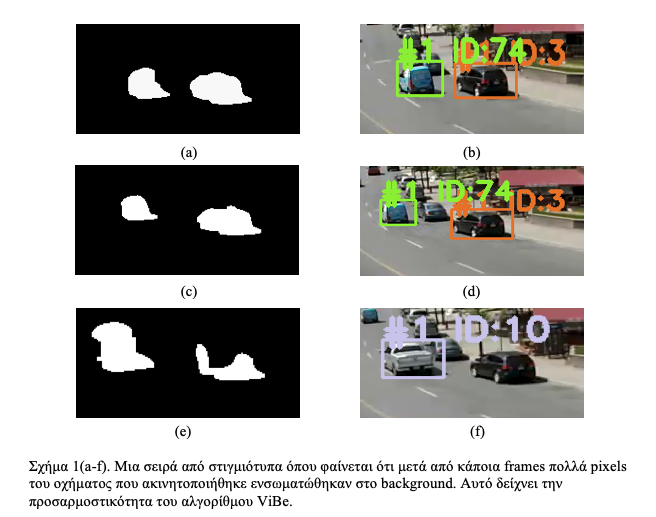 #1 ID:74 ID:3
(a) (b)
#1 ID:74 ID:3
(c) (d)
#1 ID:10
(e) (f)
Σχήμα 1(a-f). Μια σειρά από στιγμιότυπα όπου φαίνεται ότι μετά από κάποια frames πολλά pixels
του οχήματος που ακινητοποιήθηκε ενσωματώθηκαν στο background. Αυτό δείχνει την
προσαρμοστικότητα του αλγορίθμου ViBe.